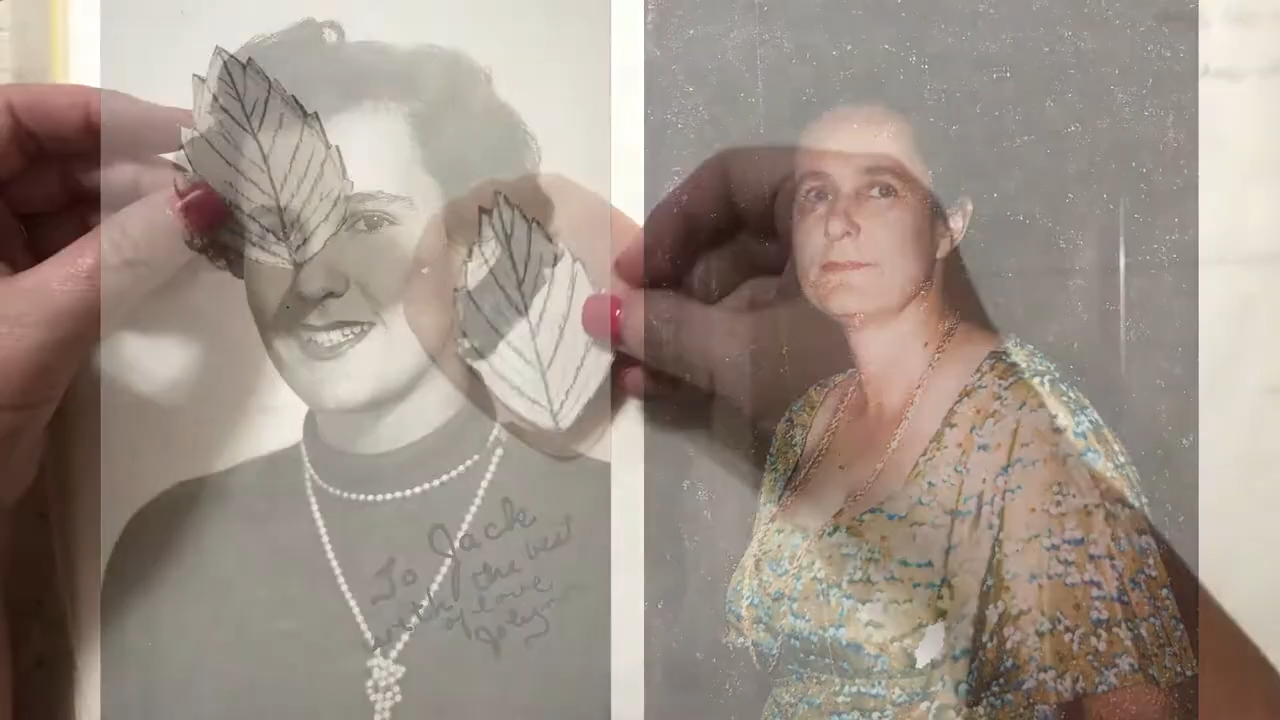 To Jack
with the best
of love